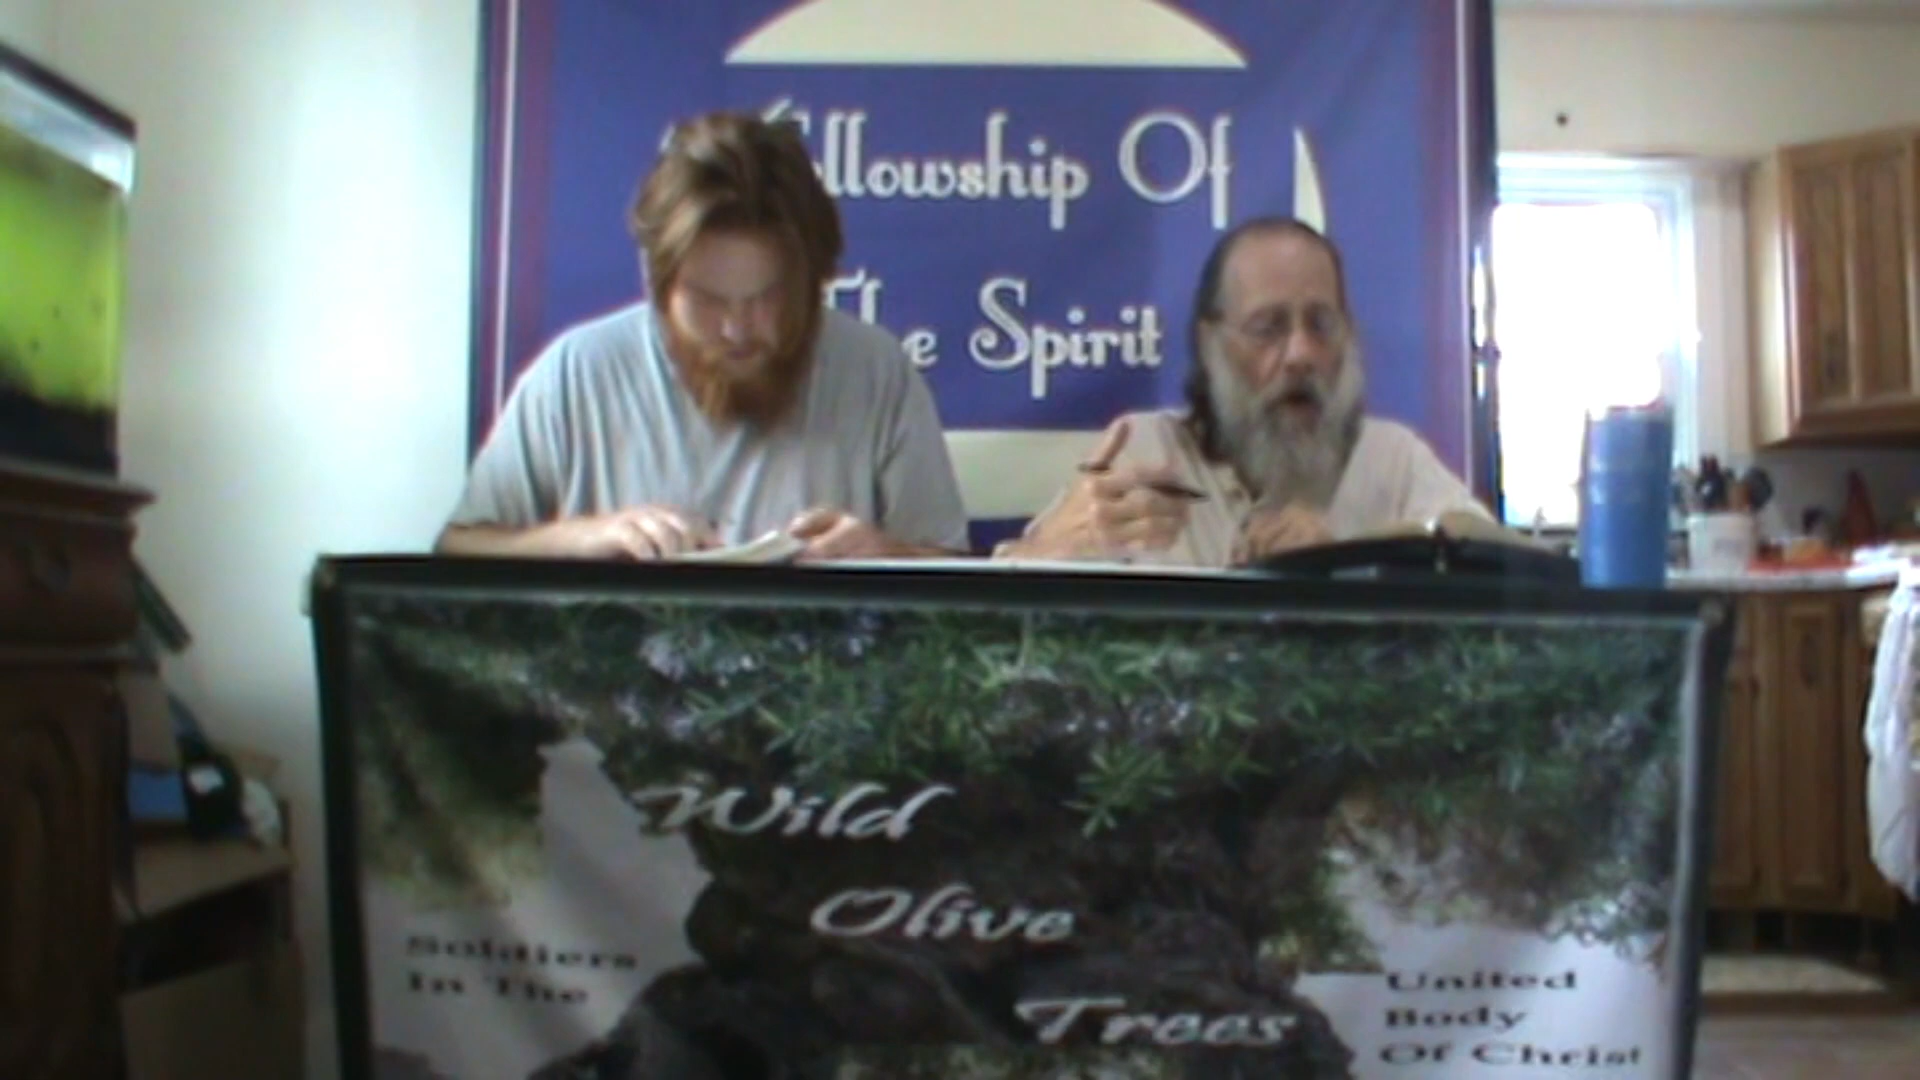 Fellowship Of
The Spirit
Wild
Olive
Trees
Soldiers
In The
United
Body
Of Christ